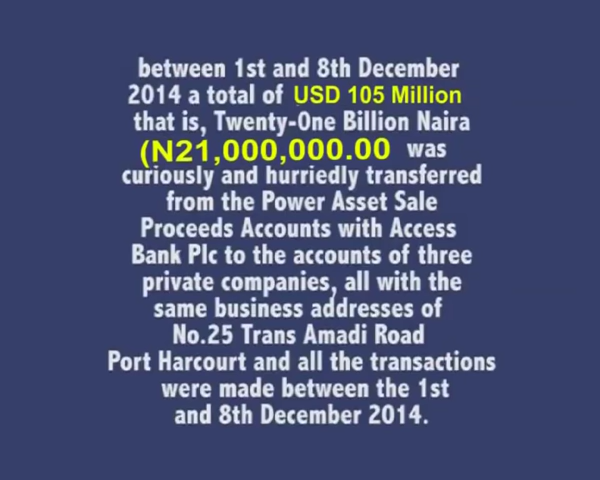 between 1st and 8th December
2014 a total of USD 105 Million
that is, Twenty-One Billion Naira
(N21,000,000.00 was
curiously and hurriedly transferred
from the Power Asset Sale
Proceeds Accounts with Access
Bank Plc to the accounts of three
private companies, all with the
same business addresses of
No.25 Trans Amadi Road
Port Harcourt and all the transactions
were made between the 1st
and 8th December 2014.